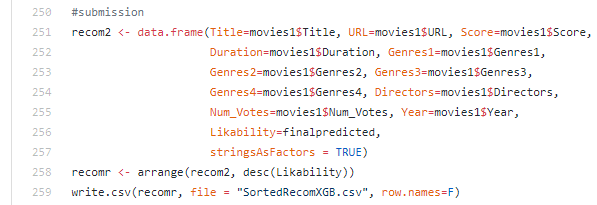 250 #submission
251 recom2 <- data.frame(Title=movies1$Title, URL=movies1$URL, Score=movies1$Score,
252 Duration=movies1$Duration, Genres1=movies1$Genres1,
253 Genres2=movies1$Genres2, Genres3=movies1$Genres3,
254 Genres4=movies1$Genres4, Directors=movies1$Directors,
255 Num_Votes=movies1$Num_Votes, Year=movies1$Year,
256 Likability=finalpredicted,
257 stringsAsFactors = TRUE)
258 recomr <- arrange(recom2, desc(Likability))
259 write.csv(recomr, file = "SortedRecomXGB.csv", row.names=F)